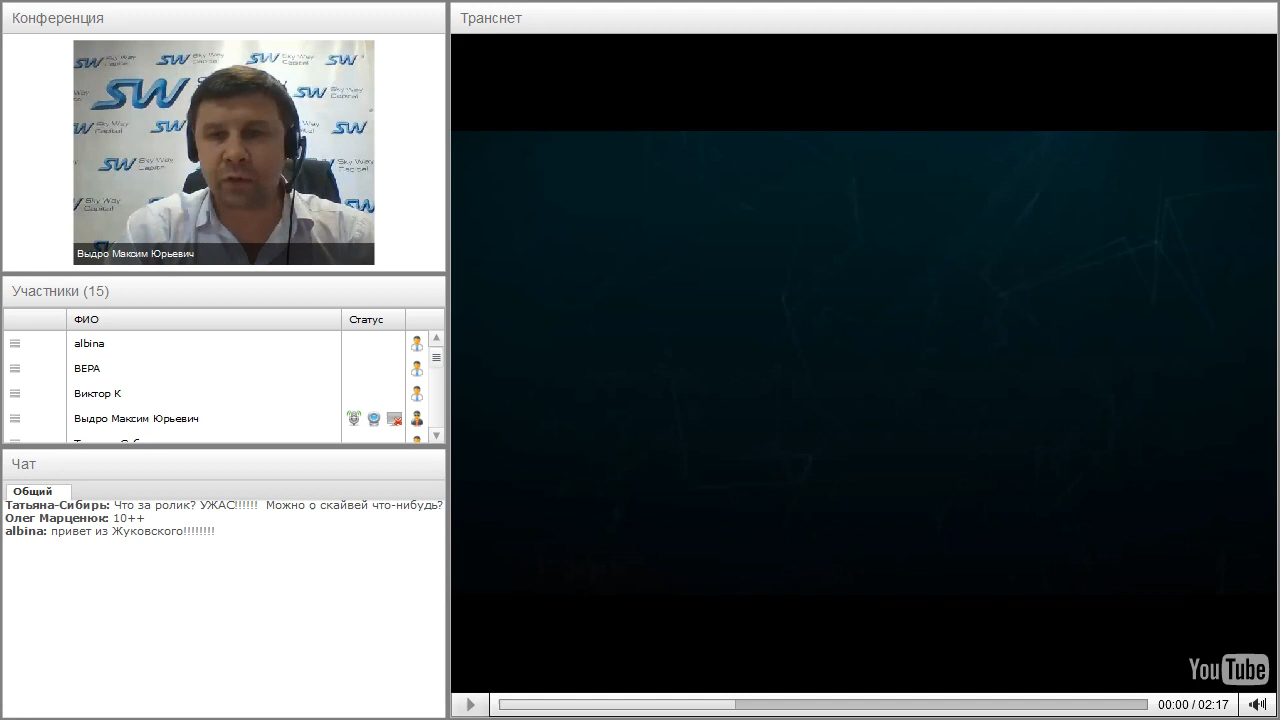 Конференция
SW Sky Way Capital
Выдро Максим Юрьевич
Участники (15)
ФИО
Статус
albina
ВЕРА
Виктор К
Выдро Максим Юрьевич
Чат
Общий
Татьяна-Сибирь: Что за ролик? УЖАС!!!!!!  Можно о скайвей что-нибудь?
Олег Марценюк: 10++
albina: привет из Жуковского!!!!!!!!
Транснет
YouTube
00:00 / 02:17